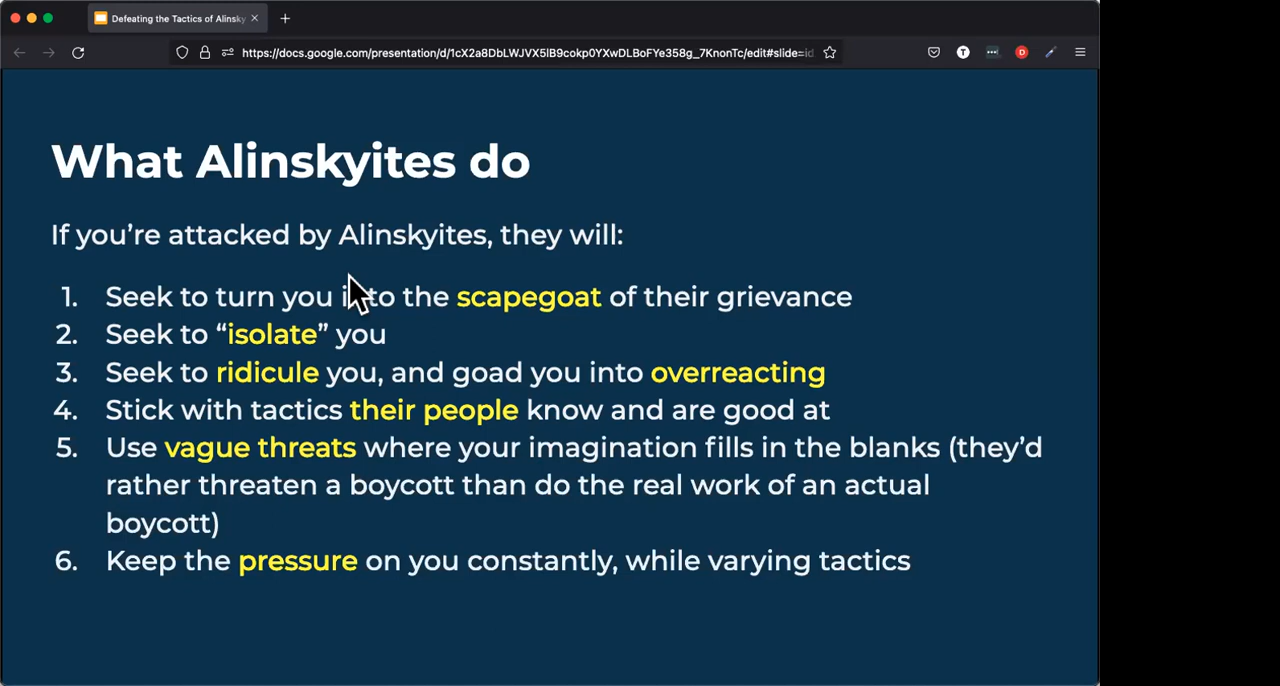 Defeating the Tactics of Alinsky
https://docs.google.com/presentation/d/1cX2a8DbLWJVX5lB9cokp0YXwDLBoFYe358g_7KnonTc/edit#slide=id
T
D
What Alinskyites do
If you’re attacked by Alinskyites, they will:
1. Seek to turn you into the scapegoat of their grievance
2. Seek to “isolate” you
3. Seek to ridicule you, and goad you into overreacting
4. Stick with tactics their people know and are good at
5. Use vague threats where your imagination fills in the blanks (they’d
rather threaten a boycott than do the real work of an actual
boycott)
6. Keep the pressure on you constantly, while varying tactics